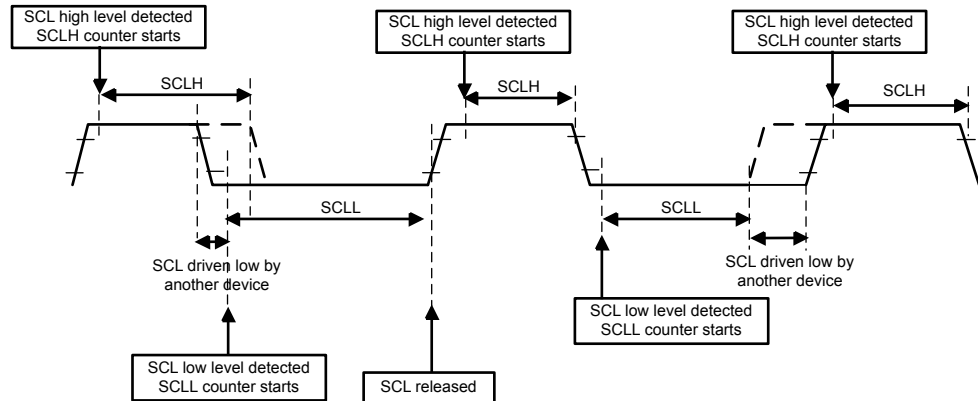 SCL high level detected
SCLH counter starts
SCL high level detected
SCLH counter starts
SCL high level detected
SCLH counter starts
SCLH
SCLH
SCLH
SCLL
SCLL
SCL driven low by
another device
SCL driven low by
another device
SCL low level detected
SCLL counter starts
SCL low level detected
SCLL counter starts
SCL released